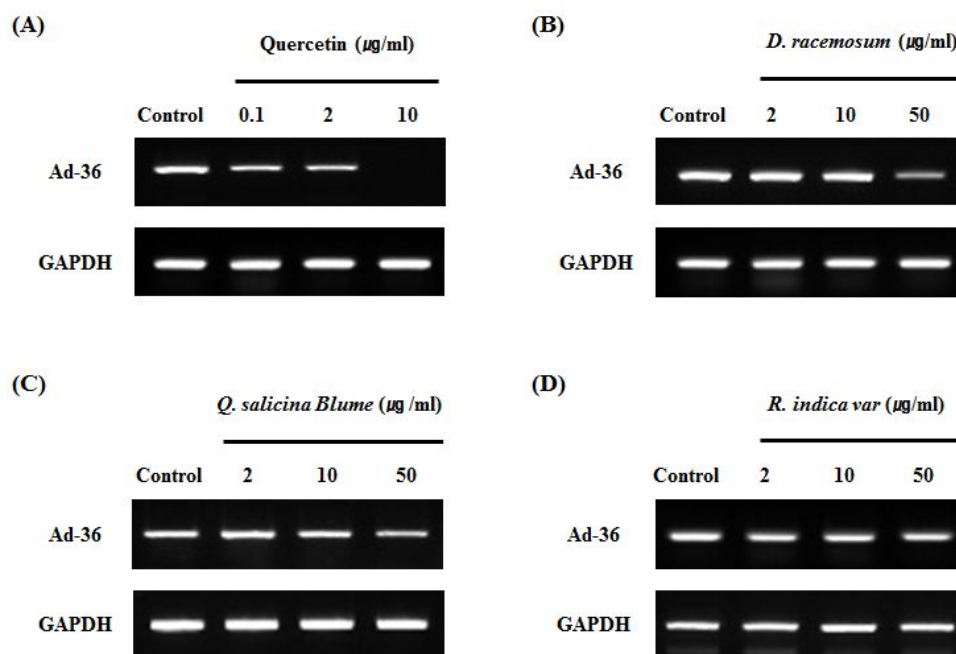 (A)
Quercetin (㎍/ml)
Control 0.1 2 10
Ad-36
GAPDH
(B)
D. racemosum (㎍/ml)
Control 2 10 50
Ad-36
GAPDH
(C)
Q. salicina Blume (㎍ /ml)
Control 2 10 50
Ad-36
GAPDH
(D)
R. indica var (㎍/ml)
Control 2 10 50
Ad-36
GAPDH